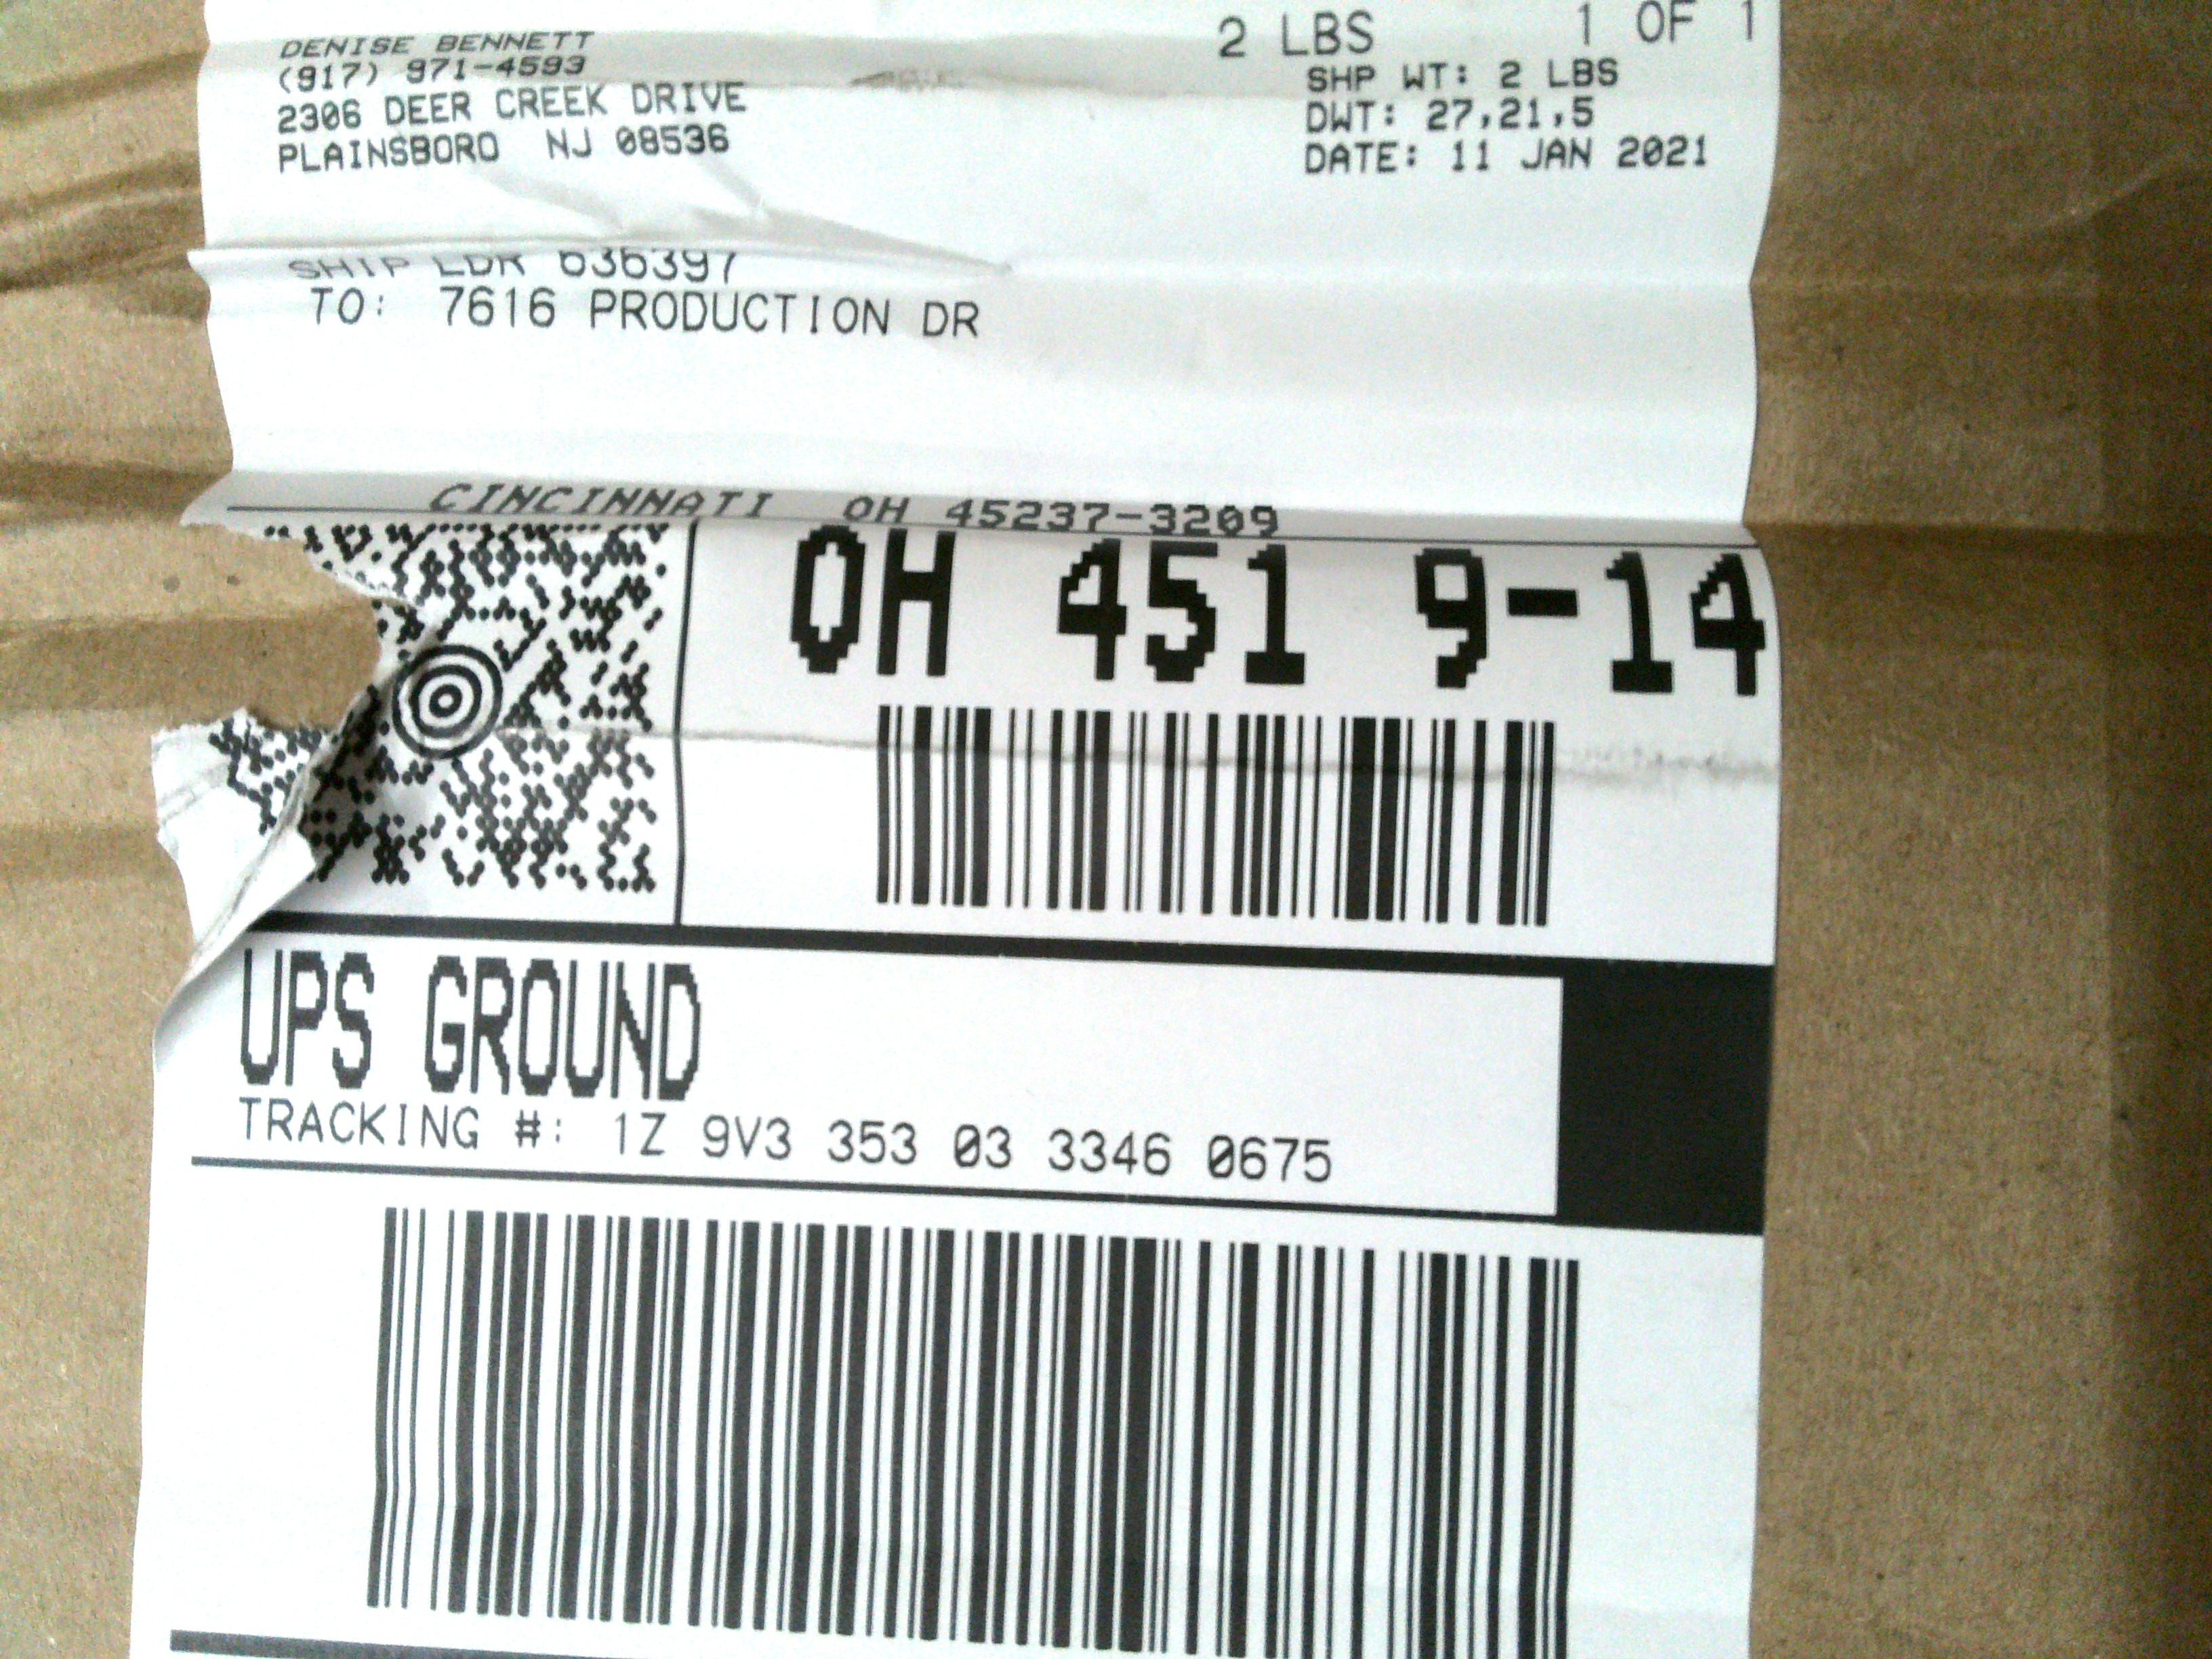 DENISE BENNETT
(917) 971-4593
2306 DEER CREEK DRIVE
PLAINSBORO NJ 08536
2 LBS 1 OF 1
SHP WT: 2 LBS
DWT: 27,21,5
DATE: 11 JAN 2021
SHIP LDR 636397
TO: 7616 PRODUCTION DR
CINCINNATI OH 45237-3209
OH 451 9-14
UPS GROUND
TRACKING #: 1Z 9V3 353 03 3346 0675